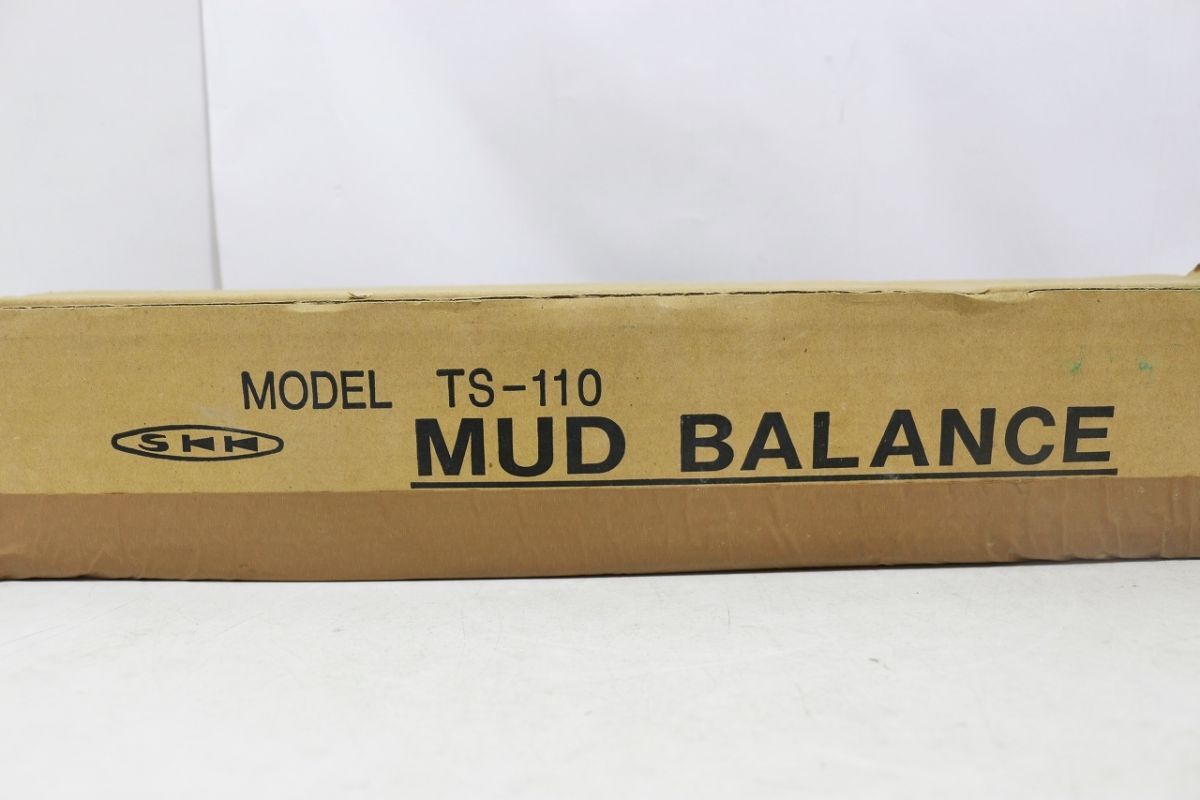 MODEL TS-110
SKK
MUD BALANCE